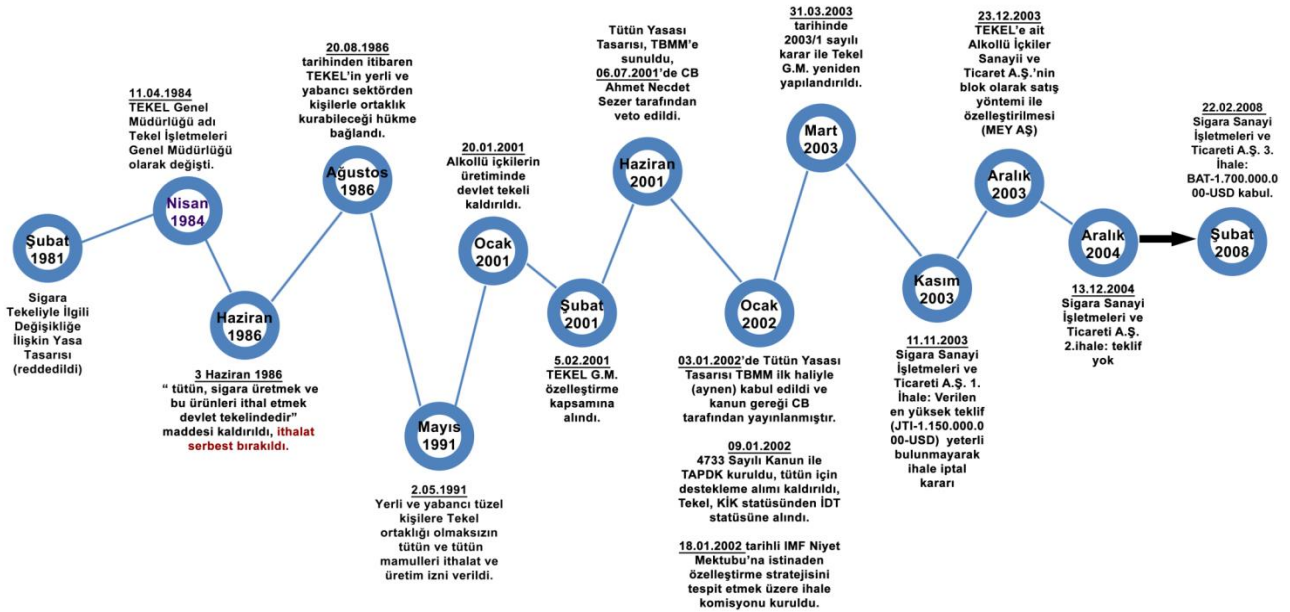 Şubat
1981
Sigara
Tekeliyle İlgili
Değişikliğe
İlişkin Yasa
Tasarısı
(reddedildi)
11.04.1984
TEKEL Genel
Müdürlüğü adı
Tekel İşletmeleri
Genel Müdürlüğü
olarak değişti.
Nisan
1984
Haziran
1986
3 Haziran 1986
“ tütün, sigara üretmek ve
bu ürünleri ithal etmek
devlet tekelindedir”
maddesi kaldırıldı, ithalat
serbest bırakıldı.
20.08.1986
tarihinden itibaren
TEKEL’in yerli ve
yabancı sektörden
kişilerle ortaklık
kurabileceği hükme
bağlandı.
Ağustos
1986
Mayıs
1991
2.05.1991
Yerli ve yabancı tüzel
kişilere Tekel
ortaklığı olmaksızın
tütün ve tütün
mamulleri ithalat ve
üretim izni verildi.
20.01.2001
Alkollü içkilerin
üretiminde
devlet tekeli
kaldırıldı.
Ocak
2001
Şubat
2001
5.02.2001
TEKEL G.M.
özelleştirme
kapsamına
alındı.
Tütün Yasası
Tasarısı, TBMM’e
sunuldu,
06.07.2001’de CB
Ahmet Necdet
Sezer tarafından
veto edildi.
Haziran
2001
Ocak
2002
03.01.2002’de Tütün Yasası
Tasarısı TBMM ilk haliyle
(aynen) kabul edildi ve
kanun gereği CB
tarafından yayınlanmıştır.
09.01.2002
4733 Sayılı Kanun ile
TAPDK kuruldu, tütün için
destekleme alımı kaldırıldı,
Tekel, KİK statüsünden İDT
statüsüne alındı.
18.01.2002 tarihli IMF Niyet
Mektubu’na istinaden
özelleştirme stratejisini
tespit etmek üzere ihale
komisyonu kuruldu.
31.03.2003
tarihinde
2003/1 sayılı
karar ile Tekel
G.M. yeniden
yapılandırıldı.
Mart
2003
Kasım
2003
11.11.2003
Sigara Sanayi
İşletmeleri ve
Ticareti A.Ş. 1.
İhale: Verilen
en yüksek teklif
(JTI-1.150.000.0
00-USD) yeterli
bulunmayarak
ihale iptal
kararı
23.12.2003
TEKEL’e ait
Alkollü İçkiler
Sanayii ve
Ticaret A.Ş.’nin
blok olarak satış
yöntemi ile
özelleştirilmesi
(MEY AŞ)
Aralık
2003
Aralık
2004
13.12.2004
Sigara Sanayi
İşletmeleri ve
Ticareti A.Ş.
2.ihale: teklif
yok
22.02.2008
Sigara Sanayi
İşletmeleri ve
Ticareti A.Ş. 3.
İhale:
BAT-1.700.000.0
00-USD kabul.
Şubat
2008